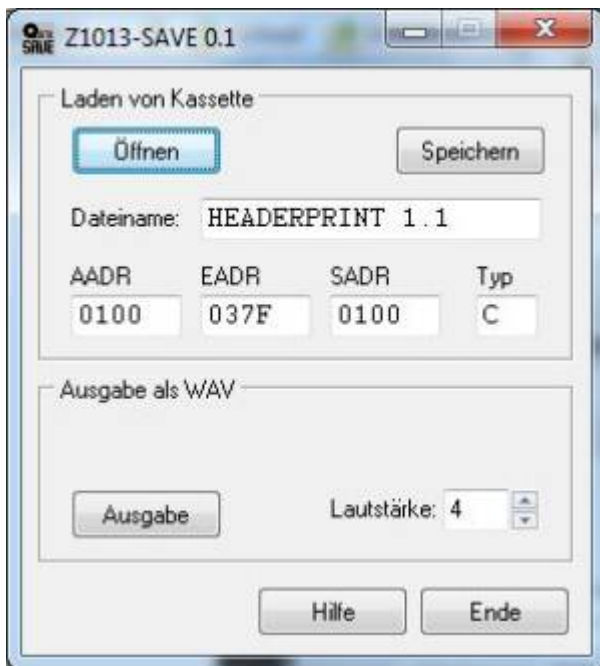 SAVE Z1013-SAVE 0.1
Laden von Kassette
Öffnen Speichern
Dateiname: HEADERPRINT 1.1
AADR EADR SADR Typ
0100 037F 0100 C
Ausgabe als WAV
Ausgabe Lautstärke: 4
Hilfe Ende